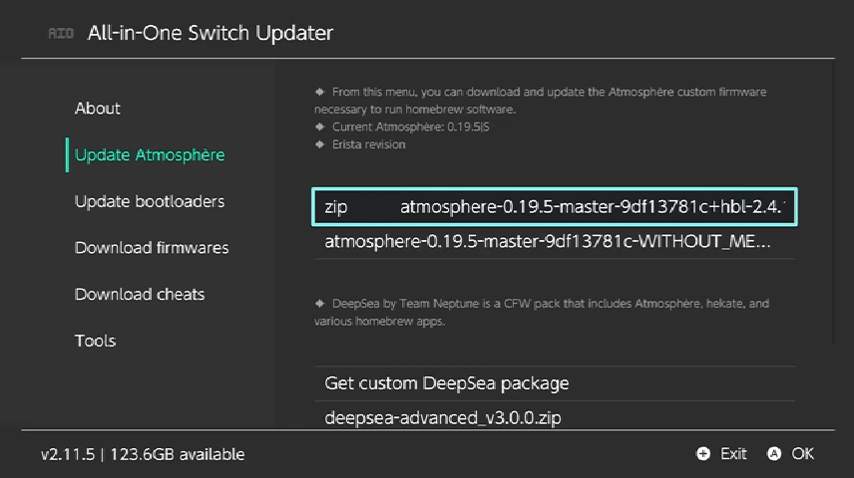 AIO All-in-One Switch Updater
About
Update Atmosphère
Update bootloaders
Download firmwares
Download cheats
Tools
◆ From this menu, you can download and update the Atmosphère custom firmware
necessary to run homebrew software.
◆ Current Atmosphère: 0.19.5|S
◆ Erista revision
zip atmosphere-0.19.5-master-9df13781c+hbl-2.4.
atmosphere-0.19.5-master-9df13781c-WITHOUT_ME...
◆ DeepSea by Team Neptune is a CFW pack that includes Atmosphère, hekate, and
various homebrew apps.
Get custom DeepSea package
deepsea-advanced_v3.0.0.zip
v2.11.5 | 123.6GB available
+ Exit A OK